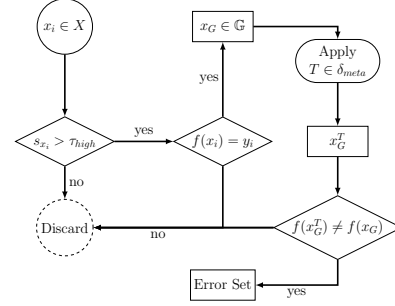 x_i ∈ X
x_G ∈ 𝔾
Apply
T ∈ δ_meta
yes
s_{x_i} > τ_high
yes
f(x_i) = y_i
x_G^T
no
Discard
no
f(x_G^T) ≠ f(x_G)
Error Set
yes